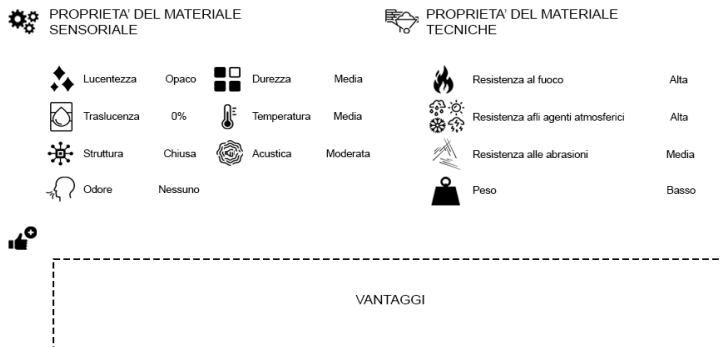 PROPRIETA' DEL MATERIALE
SENSORIALE
PROPRIETA' DEL MATERIALE
TECNICHE
Lucentezza Opaco Durezza Media
Traslucenza 0% Temperatura Media
Struttura Chiusa Acustica Moderata
Odore Nessuno
Resistenza al fuoco Alta
Resistenza afli agenti atmosferici Alta
Resistenza alle abrasioni Media
Peso Basso
VANTAGGI